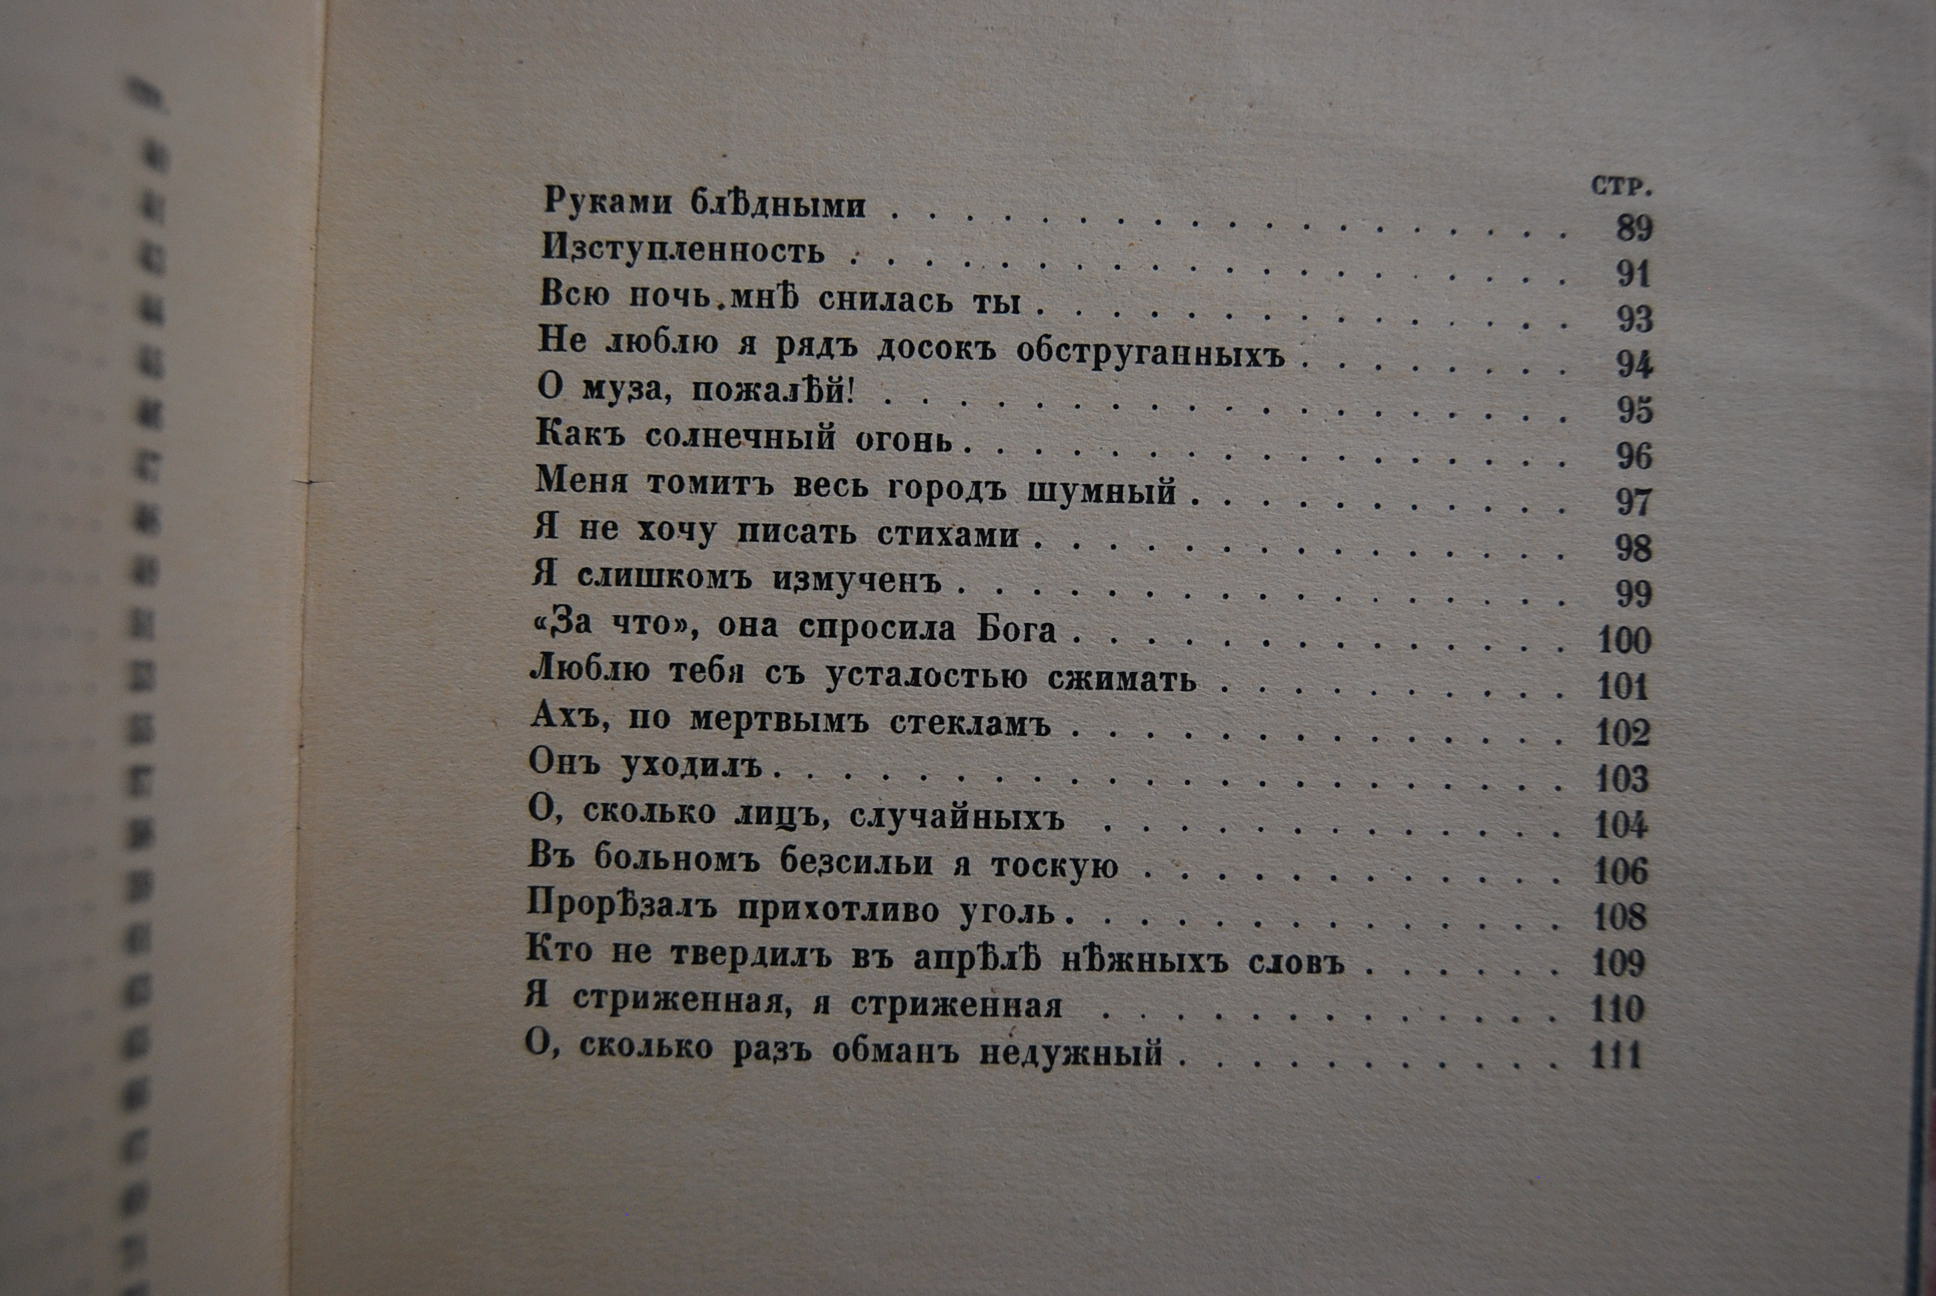 СТР.
Руками блѣдными . . . . . . . . . . . . . . . . . . . 89
Изступленность . . . . . . . . . . . . . . . . . . . . 91
Всю ночь мнѣ снилась ты . . . . . . . . . . . . . . . 93
Не люблю я рядъ досокъ обструганныхъ . . . . . . . . 94
О муза, пожалѣй! . . . . . . . . . . . . . . . . . . . 95
Какъ солнечный огонь . . . . . . . . . . . . . . . . . 96
Меня томитъ весь городъ шумный . . . . . . . . . . . 97
Я не хочу писать стихами . . . . . . . . . . . . . . . 98
Я слишкомъ измученъ . . . . . . . . . . . . . . . . . 99
«За что», она спросила Бога . . . . . . . . . . . . . . 100
Люблю тебя съ усталостью сжимать . . . . . . . . . . 101
Ахъ, по мертвымъ стекламъ . . . . . . . . . . . . . . 102
Онъ уходилъ . . . . . . . . . . . . . . . . . . . . . . 103
О, сколько лицъ, случайныхъ . . . . . . . . . . . . . 104
Въ больномъ безсильи я тоскую . . . . . . . . . . . . 106
Прорѣзалъ прихотливо уголь . . . . . . . . . . . . . . 108
Кто не твердилъ въ апрѣлѣ нѣжныхъ словъ . . . . . . 109
Я стриженная, я стриженная . . . . . . . . . . . . . 110
О, сколько разъ обманъ недужный . . . . . . . . . . . 111